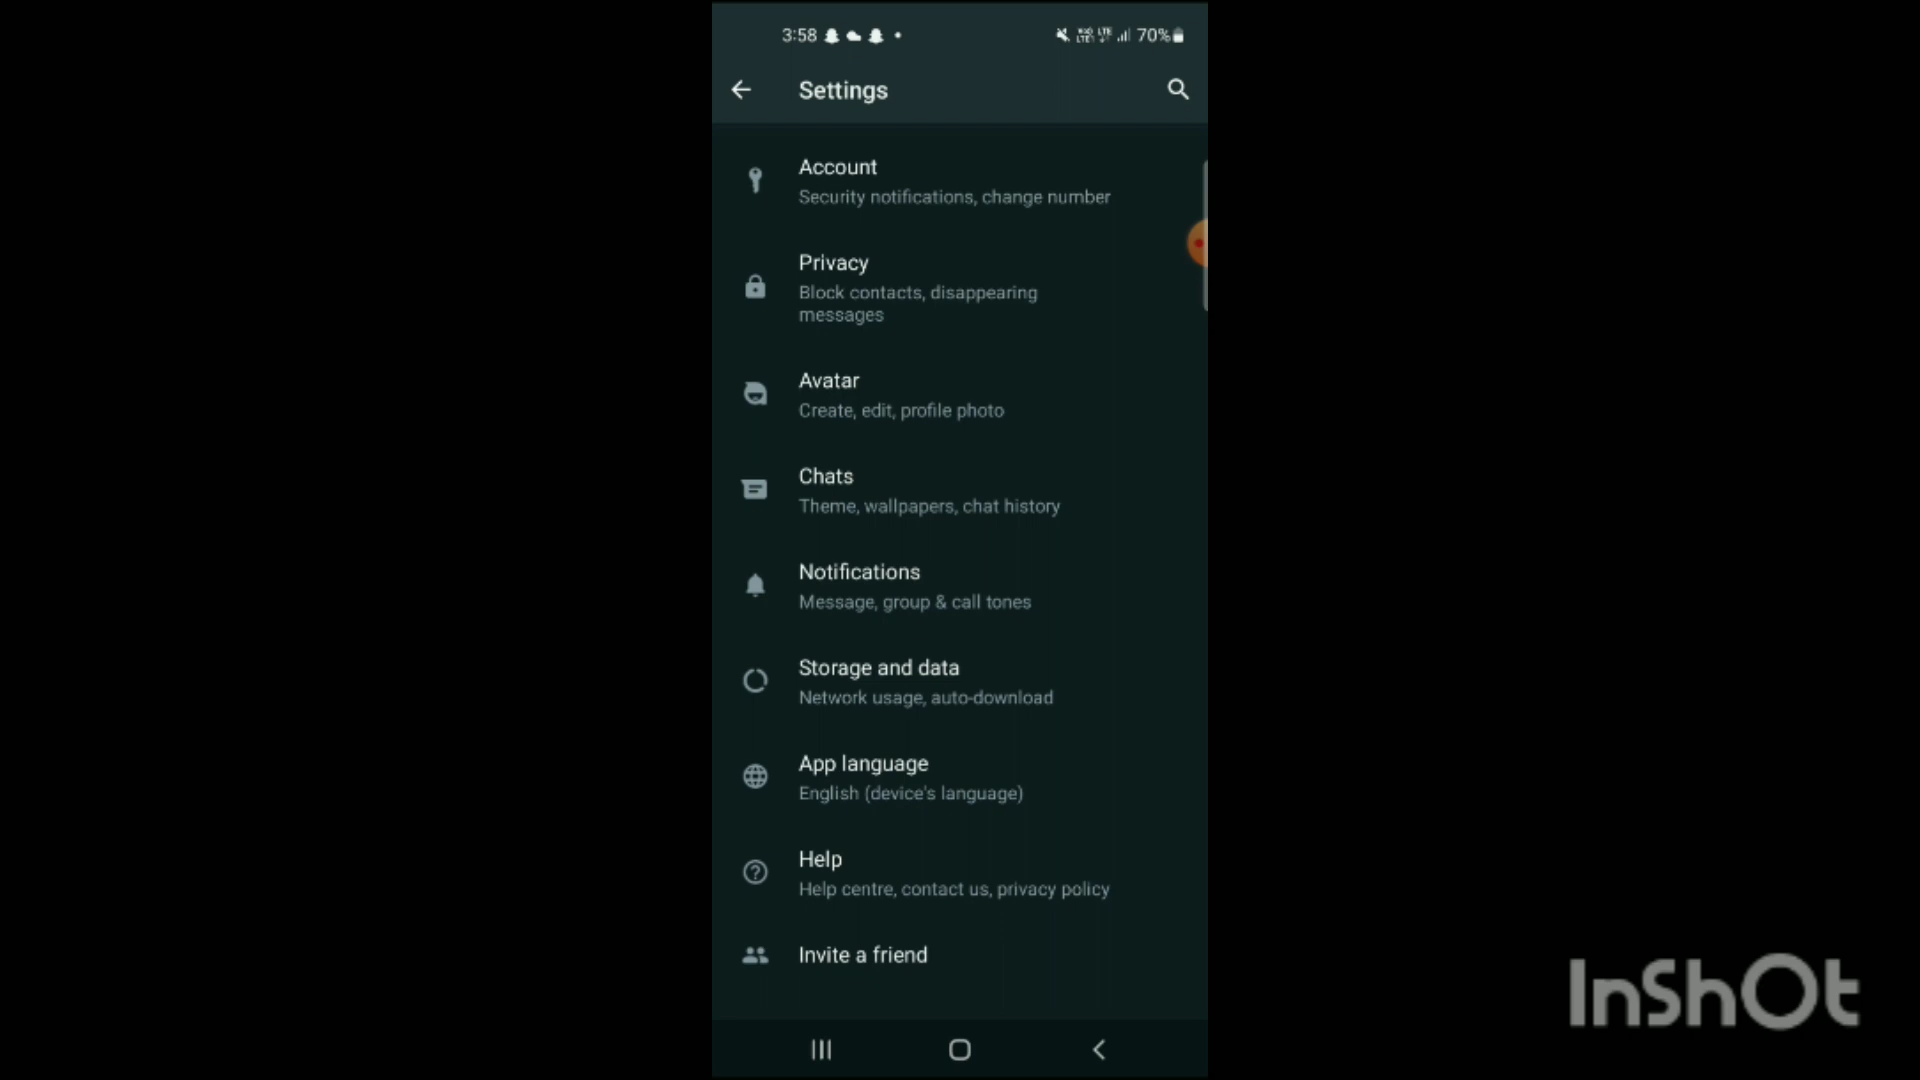 3:58 70%
Settings
Account
Security notifications, change number
Privacy
Block contacts, disappearing
messages
Avatar
Create, edit, profile photo
Chats
Theme, wallpapers, chat history
Notifications
Message, group & call tones
Storage and data
Network usage, auto-download
App language
English (device's language)
Help
Help centre, contact us, privacy policy
Invite a friend
InShOt